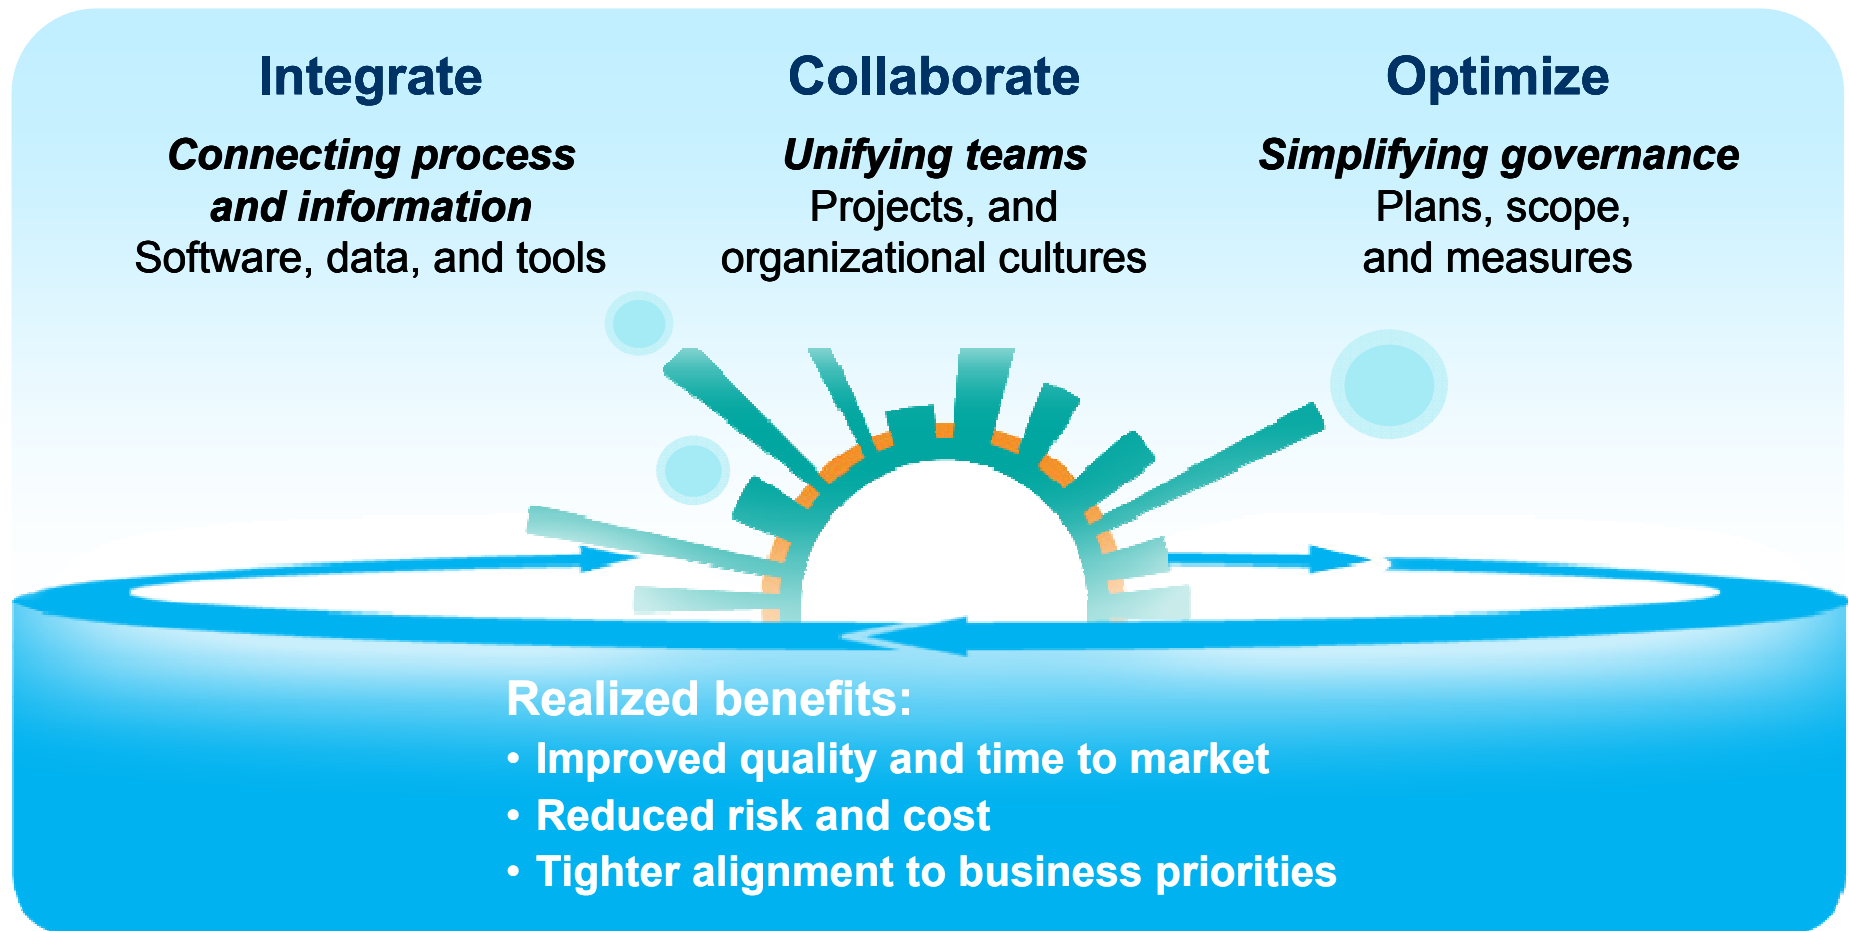 Integrate
Connecting process
and information
Software, data, and tools
Collaborate
Unifying teams
Projects, and
organizational cultures
Optimize
Simplifying governance
Plans, scope,
and measures
Realized benefits:
• Improved quality and time to market
• Reduced risk and cost
• Tighter alignment to business priorities